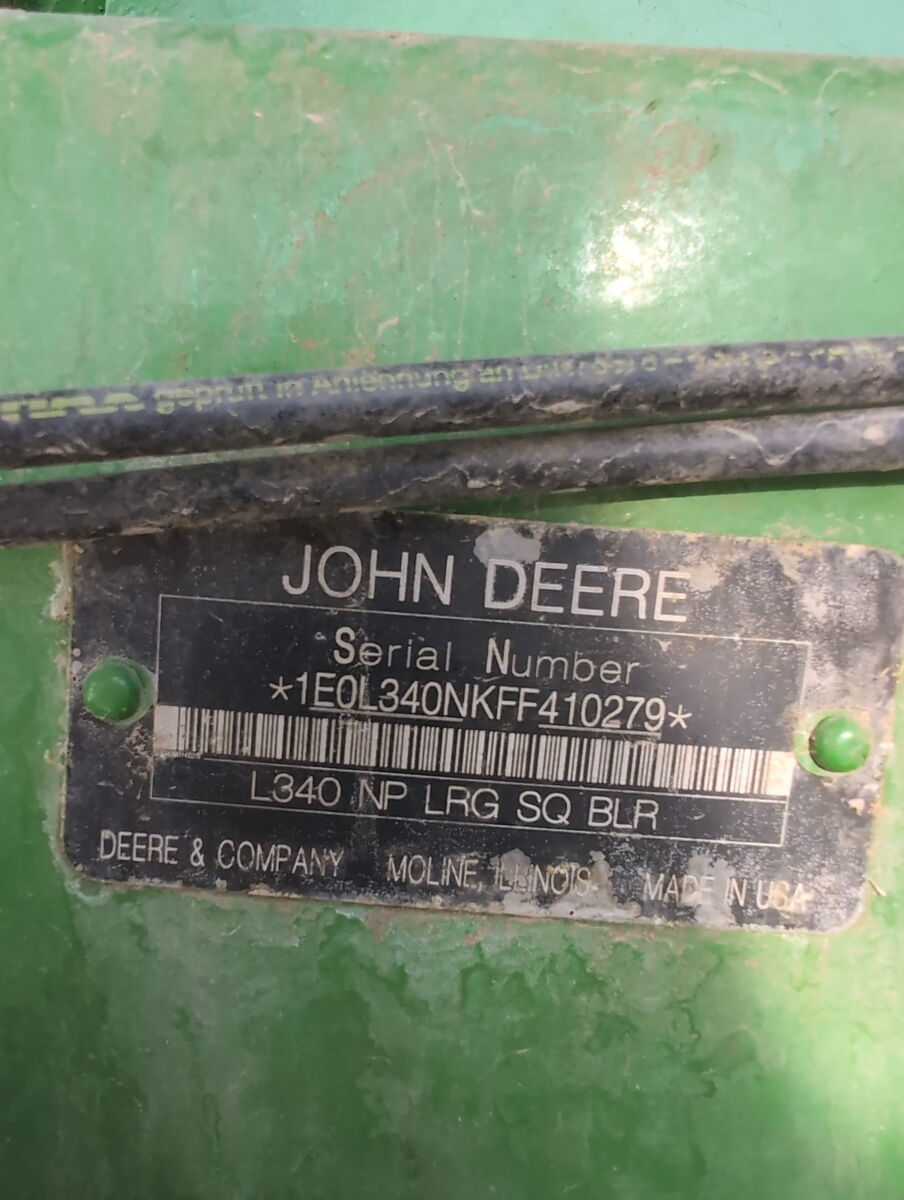 geprüft in Anlehnung an
JOHN DEERE
Serial Number
*1E0L340NKFF410279*
L340 NP LRG SQ BLR
DEERE & COMPANY MOLINE, ILLINOIS MADE IN USA